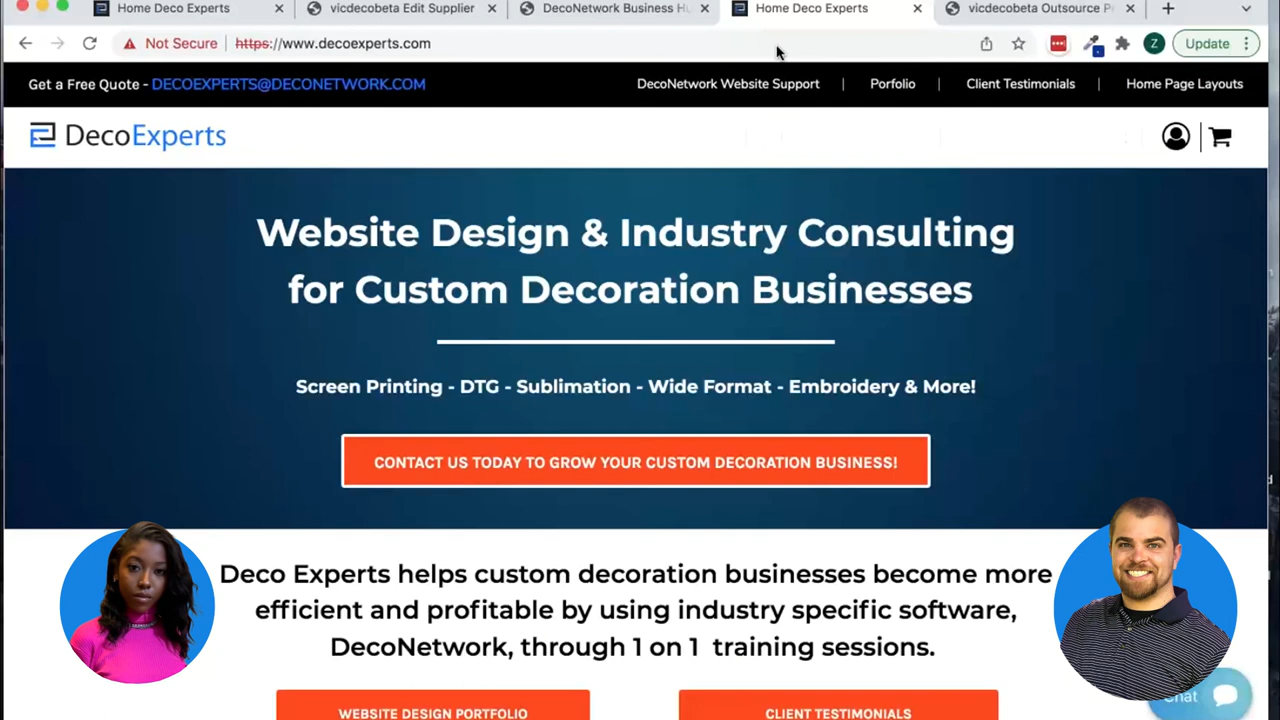 Home Deco Experts
vicdecobeta Edit Supplier
DecoNetwork Business Hu
Home Deco Experts
vicdecobeta Outsource Pr
Not Secure
https://www.decoexperts.com
Z
Update
Get a Free Quote - DECOEXPERTS@DECONETWORK.COM
DecoNetwork Website Support
Porfolio
Client Testimonials
Home Page Layouts
DecoExperts
Website Design & Industry Consulting
for Custom Decoration Businesses
Screen Printing - DTG - Sublimation - Wide Format - Embroidery & More!
CONTACT US TODAY TO GROW YOUR CUSTOM DECORATION BUSINESS!
Deco Experts helps custom decoration businesses become more
efficient and profitable by using industry specific software,
DecoNetwork, through 1 on 1 training sessions.
WEBSITE DESIGN PORTFOLIO
CLIENT TESTIMONIALS
Chat